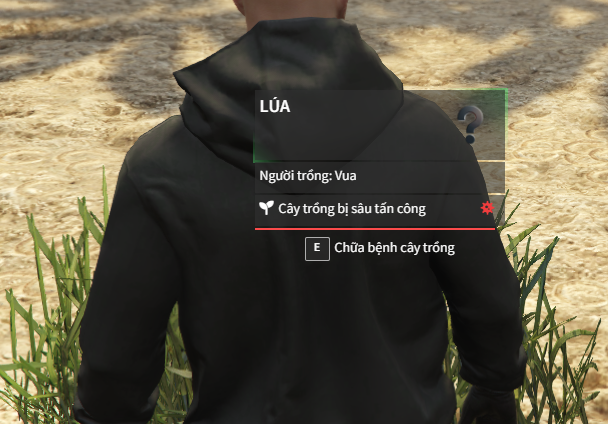 LÚA
?
Người trồng: Vua
Cây trồng bị sâu tấn công
E Chữa bệnh cây trồng